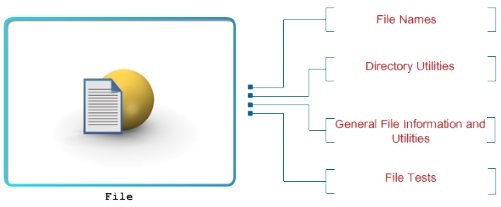 File Names
Directory Utilities
General File Information and
Utilities
File Tests
File